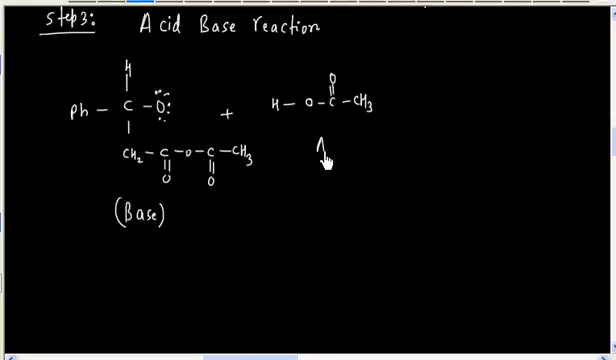 Step3: Acid Base reaction
H O
Ph - C - O: + H - O - C - CH3
CH2 - C - O - C - CH3
O O
(Base)